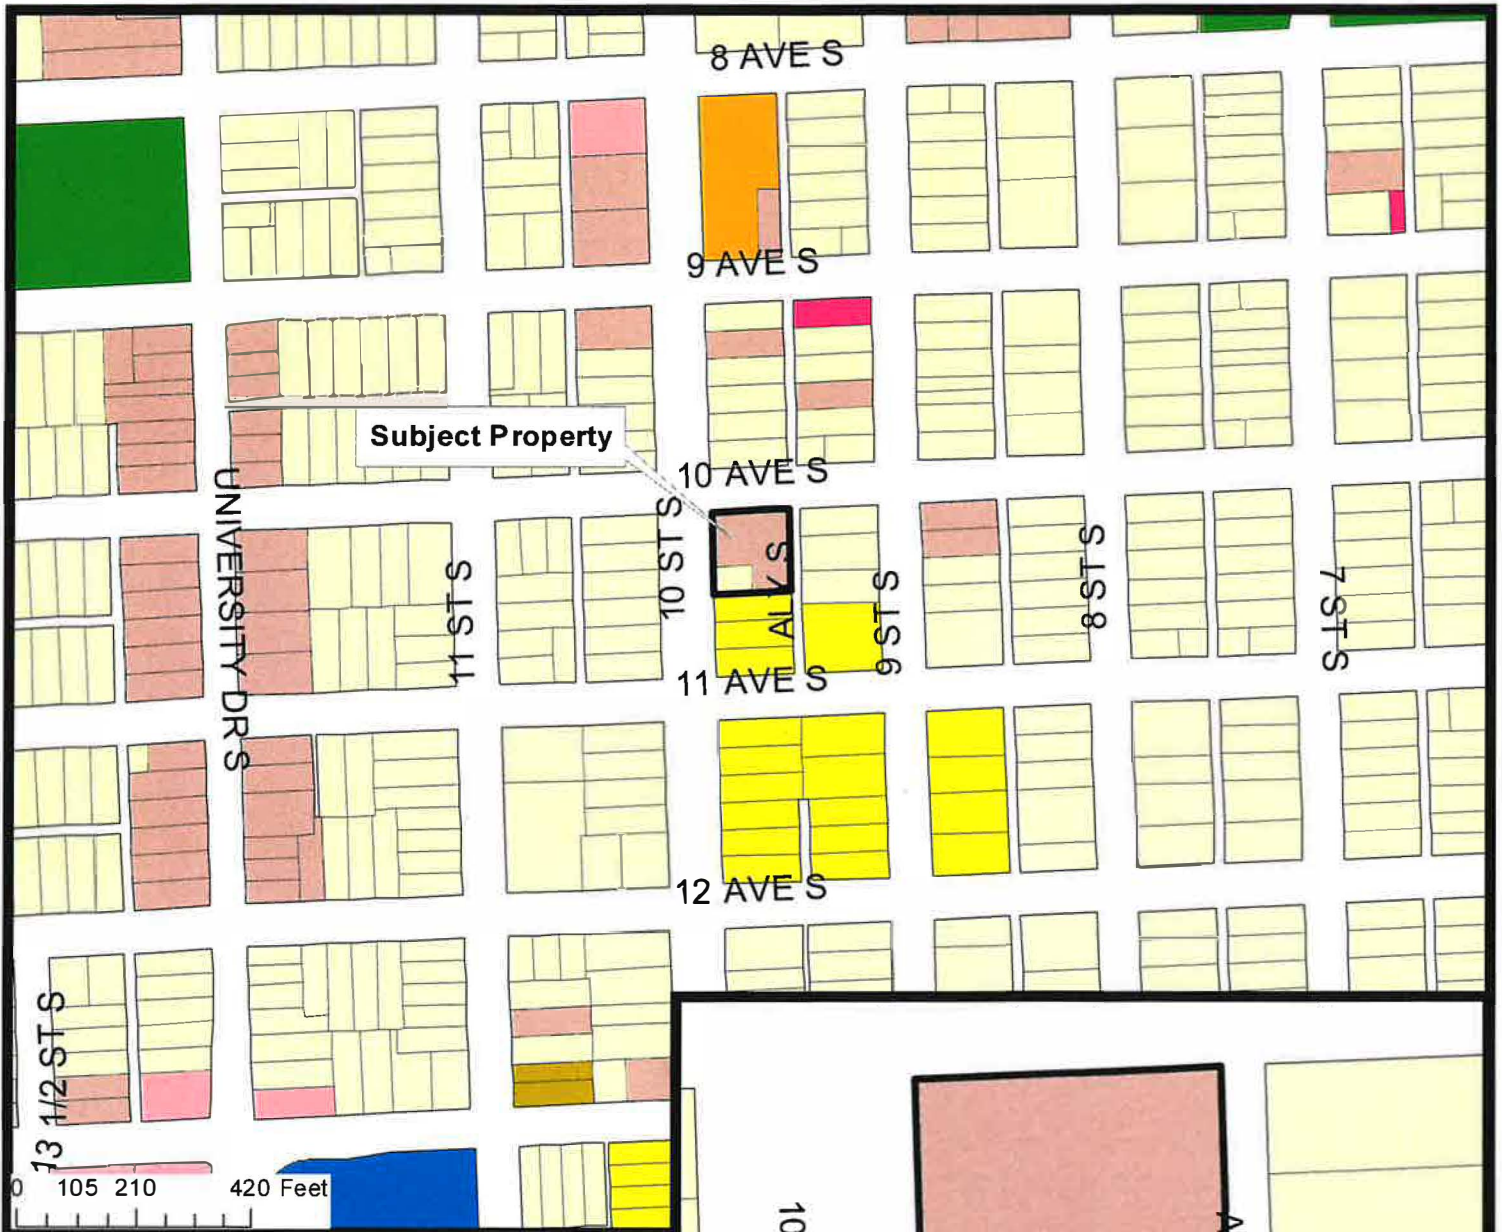 8 AVE S
9 AVE S
Subject Property
10 AVE S
UNIVERSITY DR S
11 ST S
10 ST S
ALY S
9 ST S
8 ST S
7 ST S
11 AVE S
12 AVE S
13 1/2 ST S
0 105 210 420 Feet
10
A